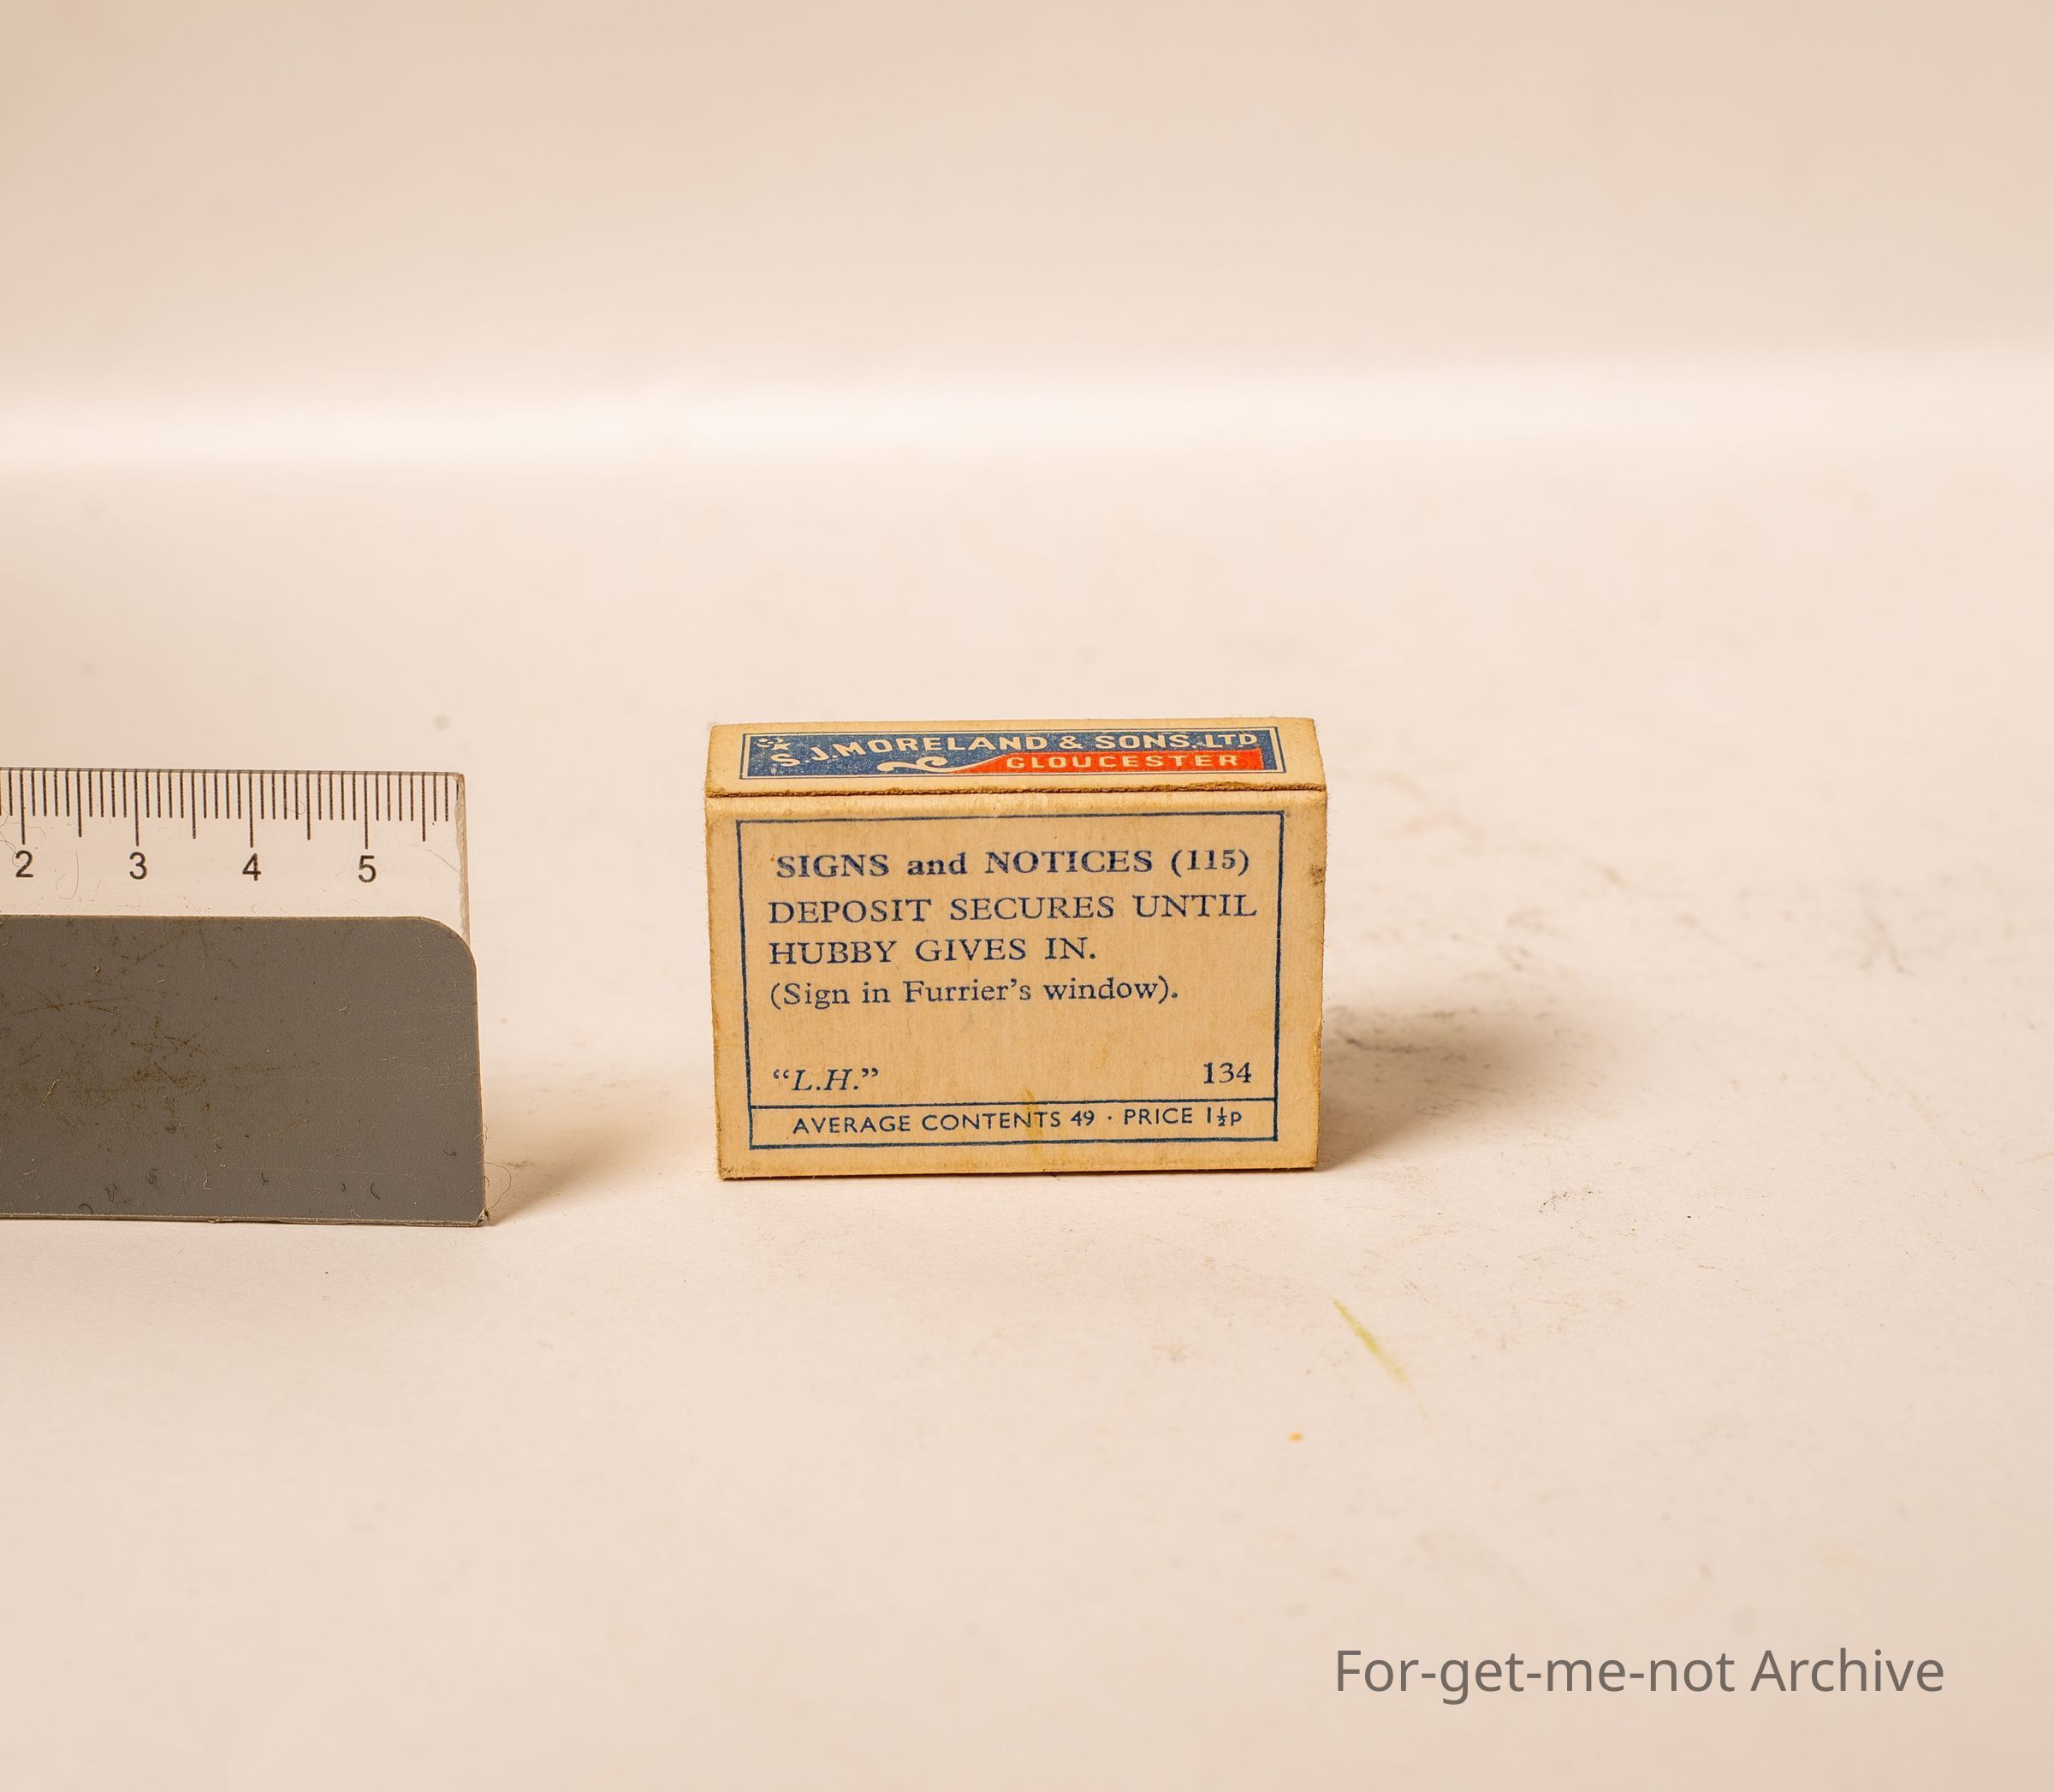 S.J. MORELAND & SONS. LTD
GLOUCESTER
2 3 4 5
SIGNS and NOTICES (115)
DEPOSIT SECURES UNTIL
HUBBY GIVES IN.
(Sign in Furrier's window).
"L.H." 134
AVERAGE CONTENTS 49 · PRICE 1½P
For-get-me-not Archive